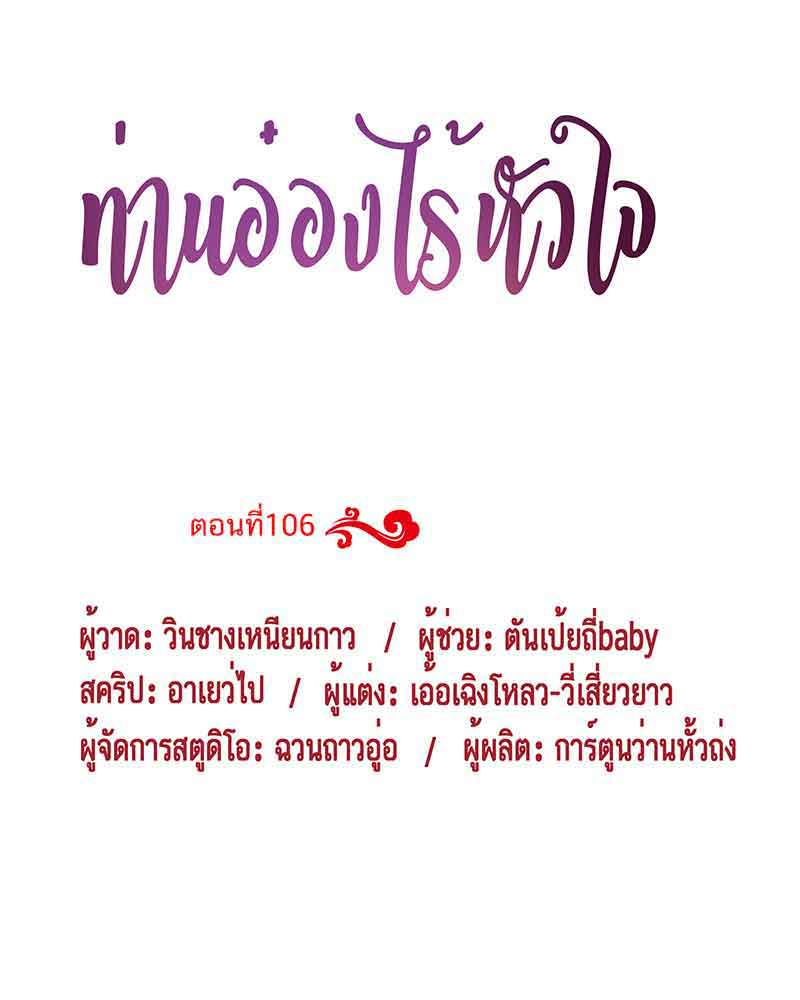 ท่านอ๋องไร้หัวใจ
ตอนที่106
ผู้วาด: วินชางเหนียนกาว / ผู้ช่วย: ตันเป้ยถี่baby
สคริป: อาเยว่ไป / ผู้แต่ง: เอ้อเฉิงโหลว-วี่เสี่ยวยาว
ผู้จัดการสตูดิโอ: ฉวนถาวอู่อ / ผู้ผลิต: การ์ตูนว่านหั้วถ่ง